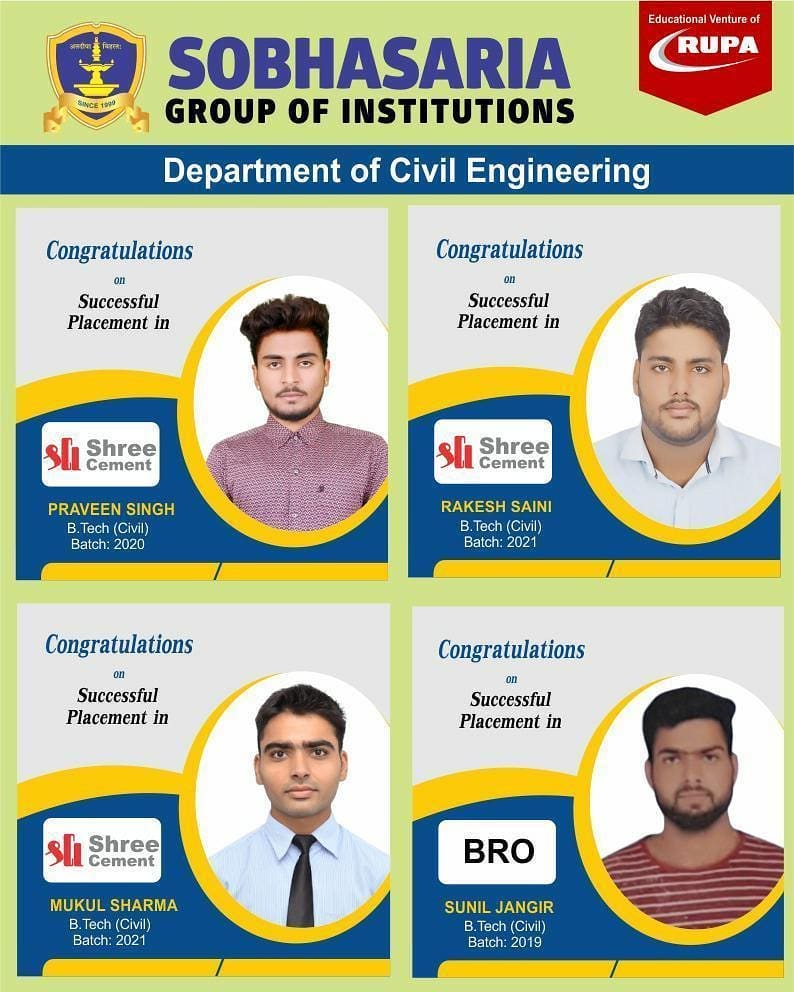 असदीपा विहरत:
SINCE 1999
SOBHASARIA
GROUP OF INSTITUTIONS
Educational Venture of
RUPA
Department of Civil Engineering
Congratulations
on
Successful
Placement in
Shree
Cement
PRAVEEN SINGH
B.Tech (Civil)
Batch: 2020
Congratulations
on
Successful
Placement in
Shree
Cement
RAKESH SAINI
B.Tech (Civil)
Batch: 2021
Congratulations
on
Successful
Placement in
Shree
Cement
MUKUL SHARMA
B.Tech (Civil)
Batch: 2021
Congratulations
on
Successful
Placement in
BRO
SUNIL JANGIR
B.Tech (Civil)
Batch: 2019